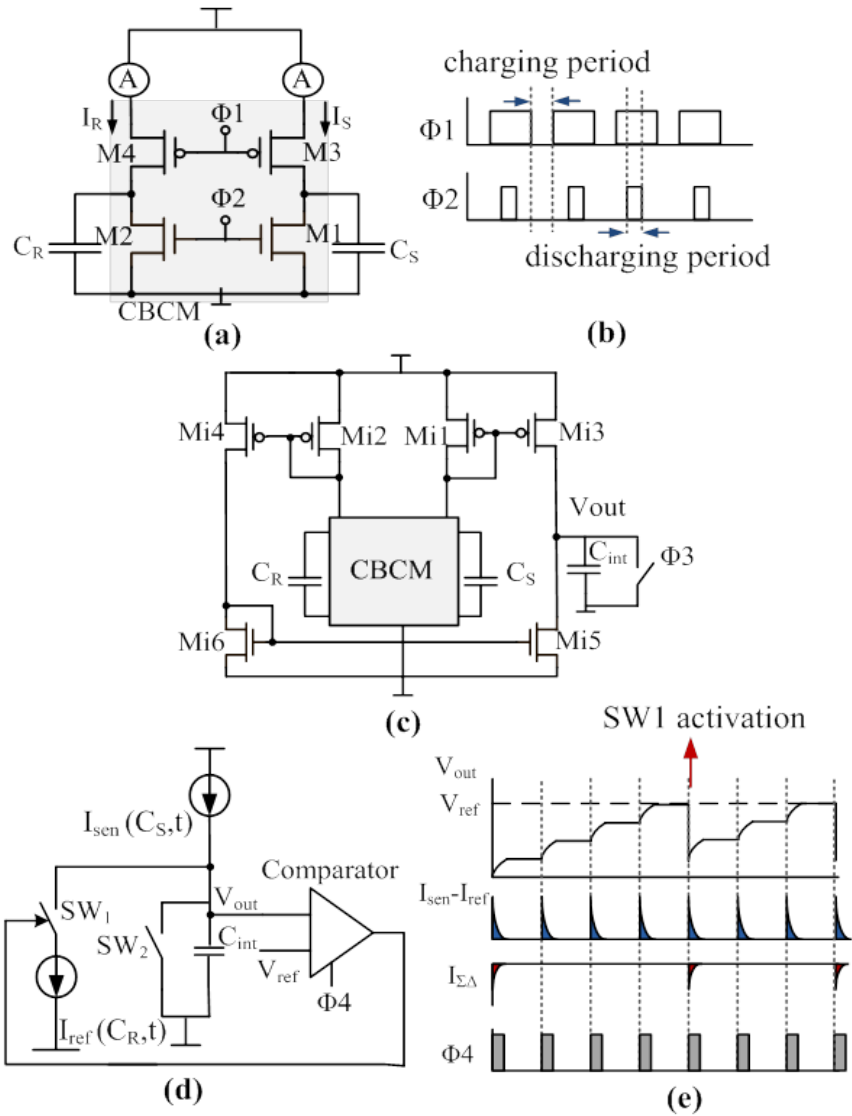 A A
I_R Φ1 I_S
M4 M3
Φ2
C_R M2 M1 C_S
CBCM
(a)
charging period
Φ1
Φ2
discharging period
(b)
Mi4 Mi2 Mi1 Mi3
Vout
C_R CBCM C_S C_int Φ3
Mi6 Mi5
(c)
I_sen (C_S,t)
Comparator
V_out
SW_1
SW_2 C_int
V_ref
Φ4
I_ref (C_R,t)
(d)
SW1 activation
V_out
V_ref
I_sen-I_ref
I_ΣΔ
Φ4
(e)